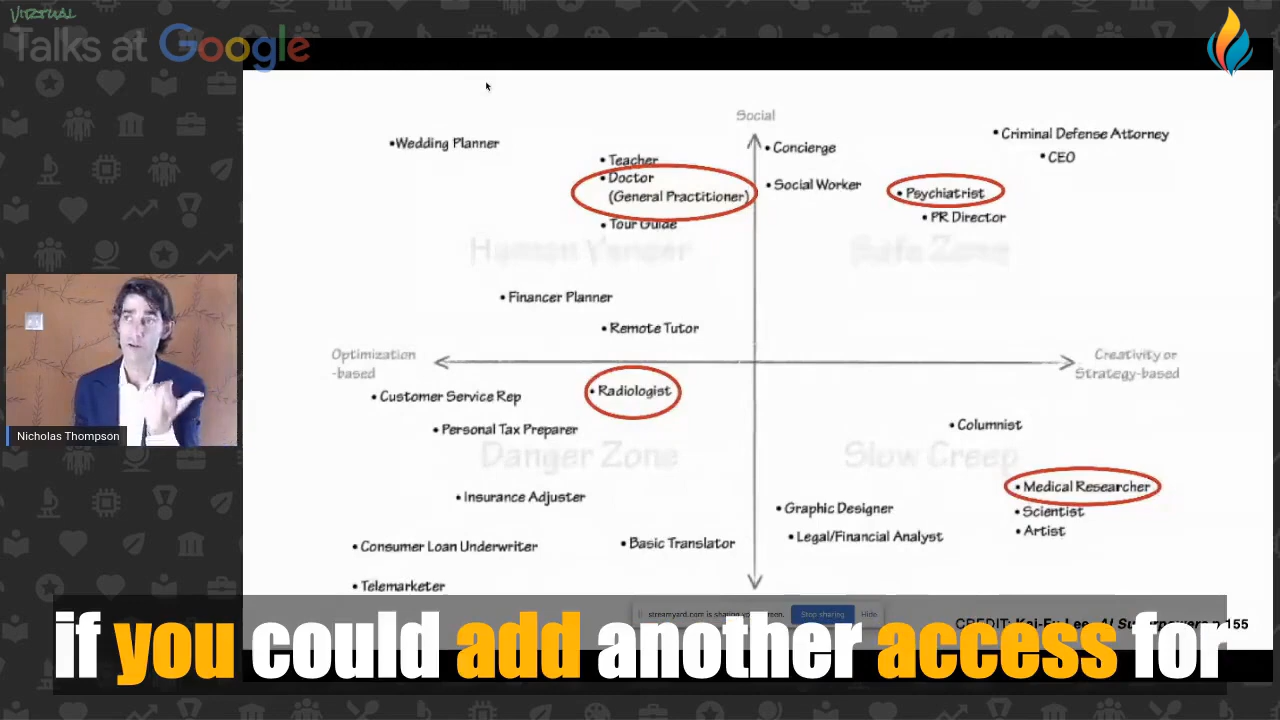 VIRTUAL
Talks at Google
Social
Wedding Planner
Teacher
Doctor
(General Practitioner)
Tour Guide
Concierge
Social Worker
Criminal Defense Attorney
CEO
Psychiatrist
PR Director
Human Veneer
Safe Zone
Financer Planner
Remote Tutor
Optimization
-based
Creativity or
Strategy-based
Customer Service Rep
Radiologist
Personal Tax Preparer
Columnist
Danger Zone
Slow Creep
Insurance Adjuster
Medical Researcher
Scientist
Artist
Graphic Designer
Legal/Financial Analyst
Consumer Loan Underwriter
Basic Translator
Telemarketer
Nicholas Thompson
streamyard.com is sharing your screen.
Stop sharing
Hide
CREDIT: Kai-Fu Lee, AI Superpowers p 155
if you could add another access for